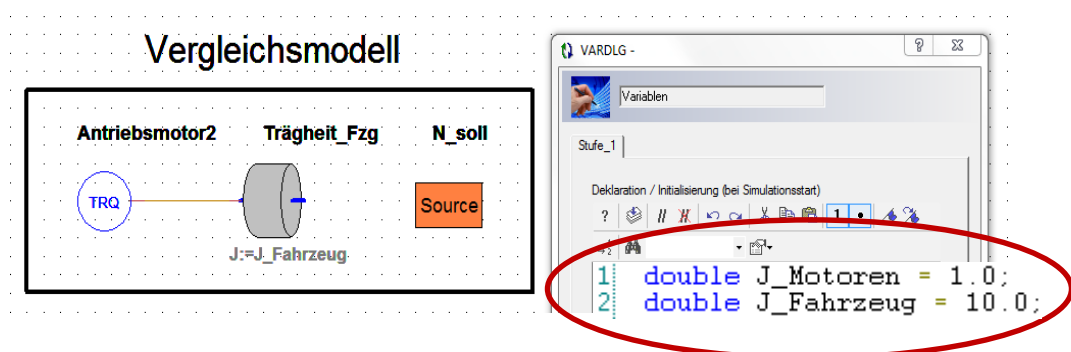 Vergleichsmodell
Antriebsmotor2 Trägheit_Fzg N_soll
TRQ
Source
J:=J_Fahrzeug
VARDLG -
Variablen
Stufe_1
Deklaration / Initialisierung (bei Simulationsstart)
1 double J_Motoren = 1.0;
2 double J_Fahrzeug = 10.0;